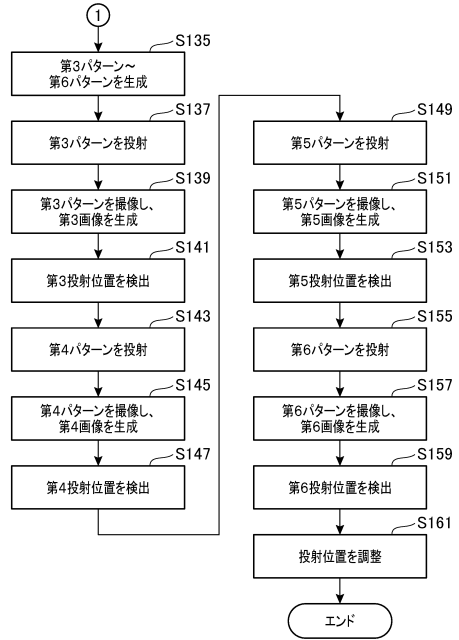 1
S135
第3パターン～
第6パターンを生成
S137
第3パターンを投射
S139
第3パターンを撮像し、
第3画像を生成
S141
第3投射位置を検出
S143
第4パターンを投射
S145
第4パターンを撮像し、
第4画像を生成
S147
第4投射位置を検出
S149
第5パターンを投射
S151
第5パターンを撮像し、
第5画像を生成
S153
第5投射位置を検出
S155
第6パターンを投射
S157
第6パターンを撮像し、
第6画像を生成
S159
第6投射位置を検出
S161
投射位置を調整
エンド